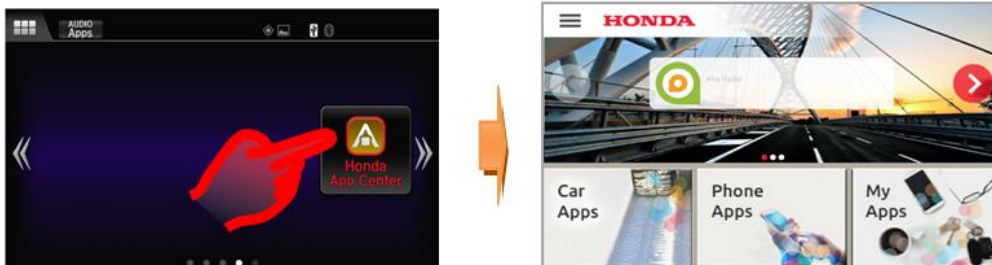 AUDIO
Apps
Honda
App Center
HONDA
Aha Radio
Car
Apps
Phone
Apps
My
Apps